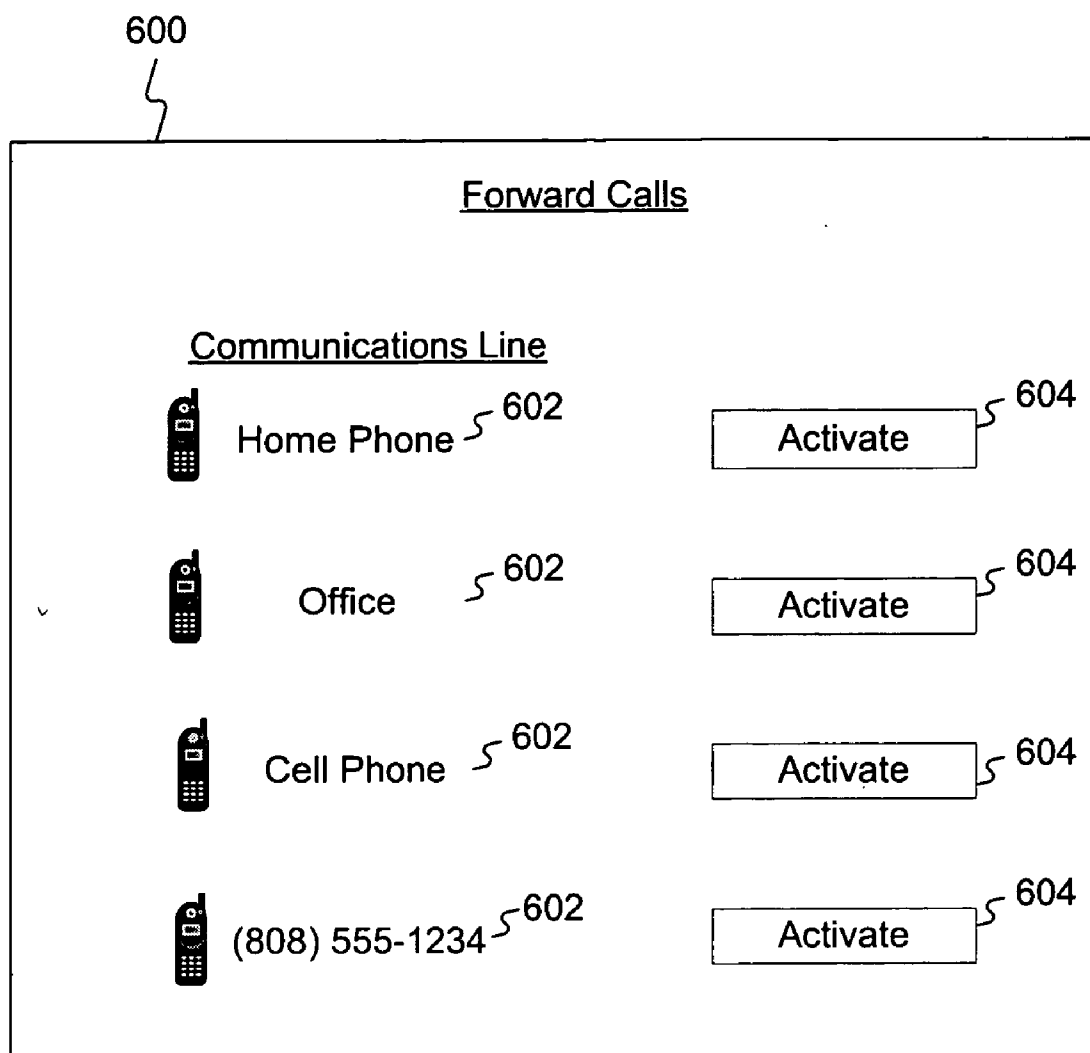 600
Forward Calls
Communications Line
Home Phone 602 Activate 604
Office 602 Activate 604
Cell Phone 602 Activate 604
(808) 555-1234 602 Activate 604